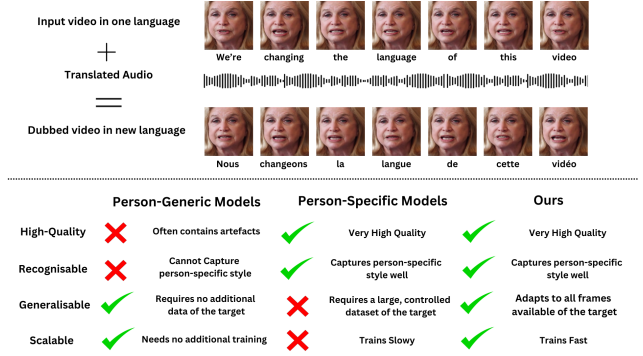 Input video in one language
We're changing the language of this video
Translated Audio
Dubbed video in new language
Nous changeons la langue de cette vidéo
Person-Generic Models Person-Specific Models Ours
High-Quality Often contains artefacts Very High Quality Very High Quality
Recognisable Cannot Capture person-specific style Captures person-specific style well Captures person-specific style well
Generalisable Requires no additional data of the target Requires a large, controlled dataset of the target Adapts to all frames available of the target
Scalable Needs no additional training Trains Slowly Trains Fast